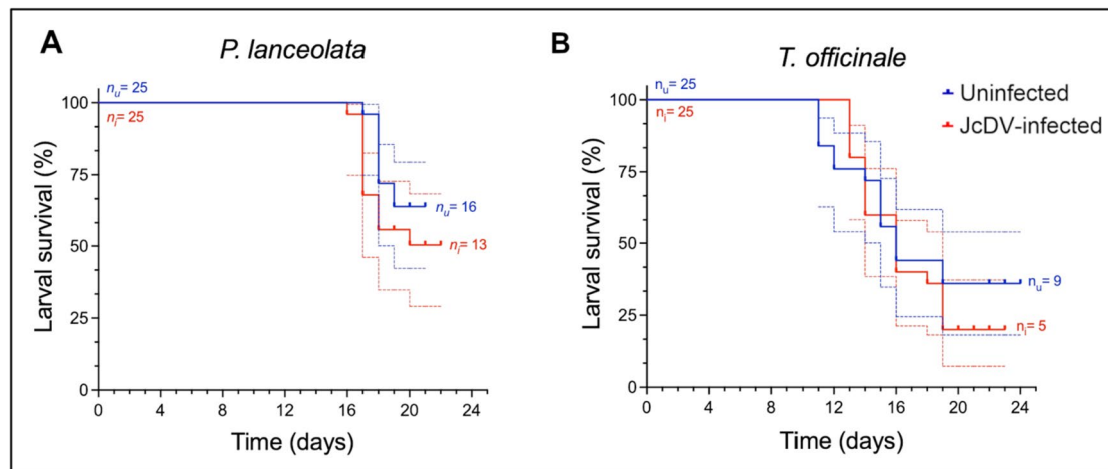 A
P. lanceolata
nᵤ = 25
nᵢ = 25
100
75
50
25
0
Larval survival (%)
nᵤ= 16
nᵢ= 13
0 4 8 12 16 20 24
Time (days)
B
T. officinale
nᵤ = 25
nᵢ = 25
Uninfected
JcDV-infected
100
75
50
25
0
Larval survival (%)
nᵤ= 9
nᵢ= 5
0 4 8 12 16 20 24
Time (days)